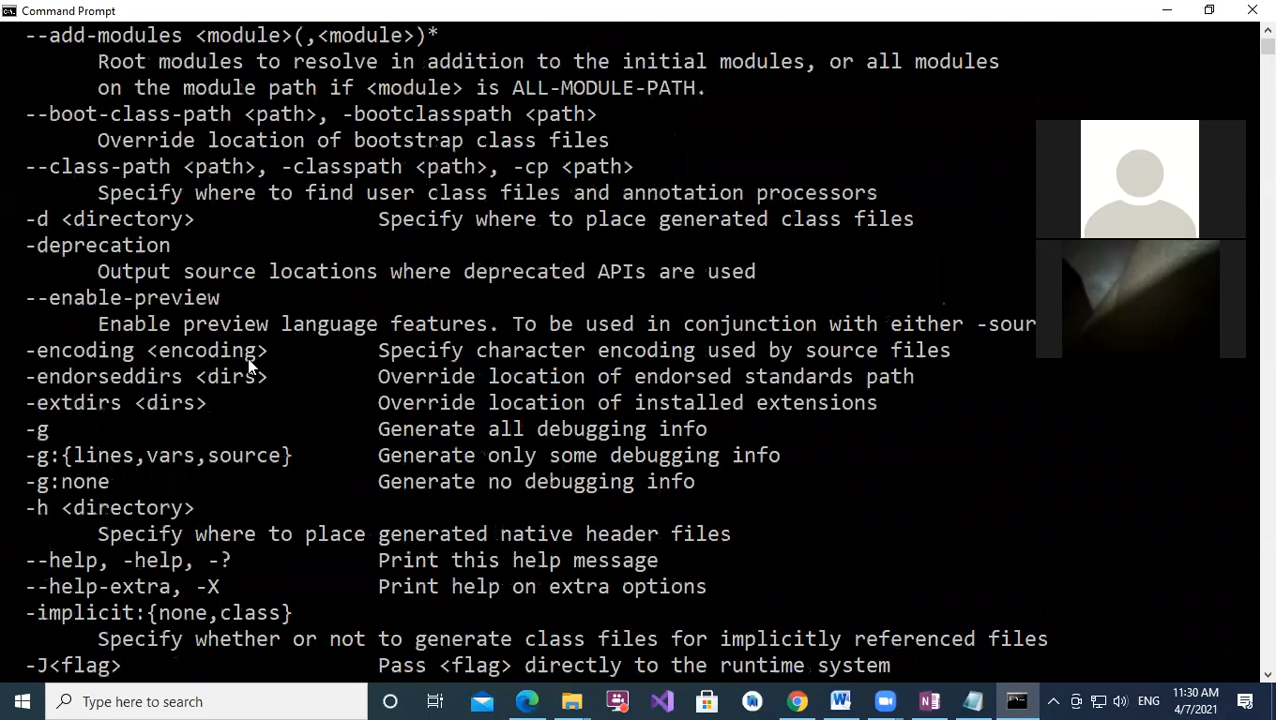 Command Prompt
--add-modules <module>(,<module>)*
Root modules to resolve in addition to the initial modules, or all modules
on the module path if <module> is ALL-MODULE-PATH.
--boot-class-path <path>, -bootclasspath <path>
Override location of bootstrap class files
--class-path <path>, -classpath <path>, -cp <path>
Specify where to find user class files and annotation processors
-d <directory> Specify where to place generated class files
-deprecation
Output source locations where deprecated APIs are used
--enable-preview
Enable preview language features. To be used in conjunction with either -sour
-encoding <encoding> Specify character encoding used by source files
-endorseddirs <dirs> Override location of endorsed standards path
-extdirs <dirs> Override location of installed extensions
-g Generate all debugging info
-g:{lines,vars,source} Generate only some debugging info
-g:none Generate no debugging info
-h <directory>
Specify where to place generated native header files
--help, -help, -? Print this help message
--help-extra, -X Print help on extra options
-implicit:{none,class}
Specify whether or not to generate class files for implicitly referenced files
-J<flag> Pass <flag> directly to the runtime system
Type here to search
ENG
11:30 AM
4/7/2021